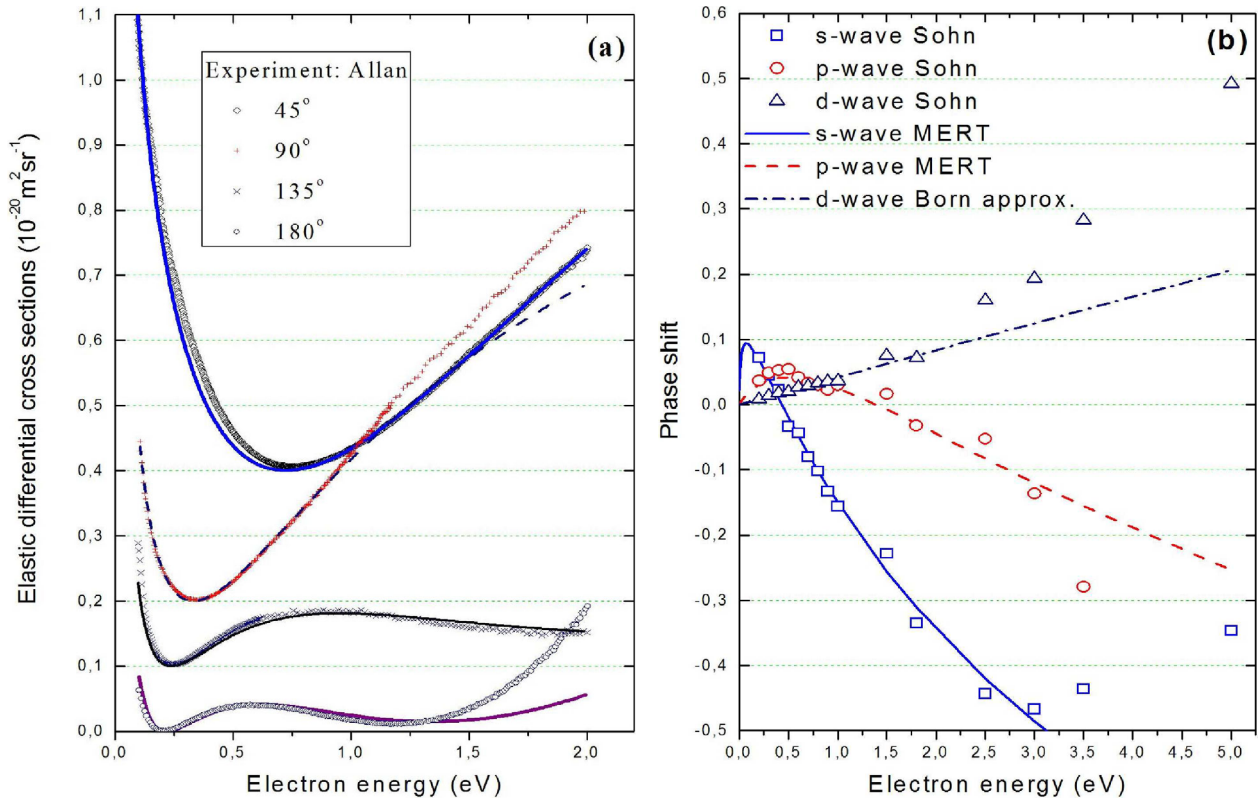 (a)
Elastic differential cross sections (10⁻²⁰ m² sr⁻¹)
1,1
1,0
0,9
0,8
0,7
0,6
0,5
0,4
0,3
0,2
0,1
0,0
Experiment: Allan
45°
90°
135°
180°
0,0 0,5 1,0 1,5 2,0
Electron energy (eV)
(b)
Phase shift
0,6
0,5
0,4
0,3
0,2
0,1
0,0
-0,1
-0,2
-0,3
-0,4
-0,5
s-wave Sohn
p-wave Sohn
d-wave Sohn
s-wave MERT
p-wave MERT
d-wave Born approx.
0,0 0,5 1,0 1,5 2,0 2,5 3,0 3,5 4,0 4,5 5,0
Electron energy (eV)